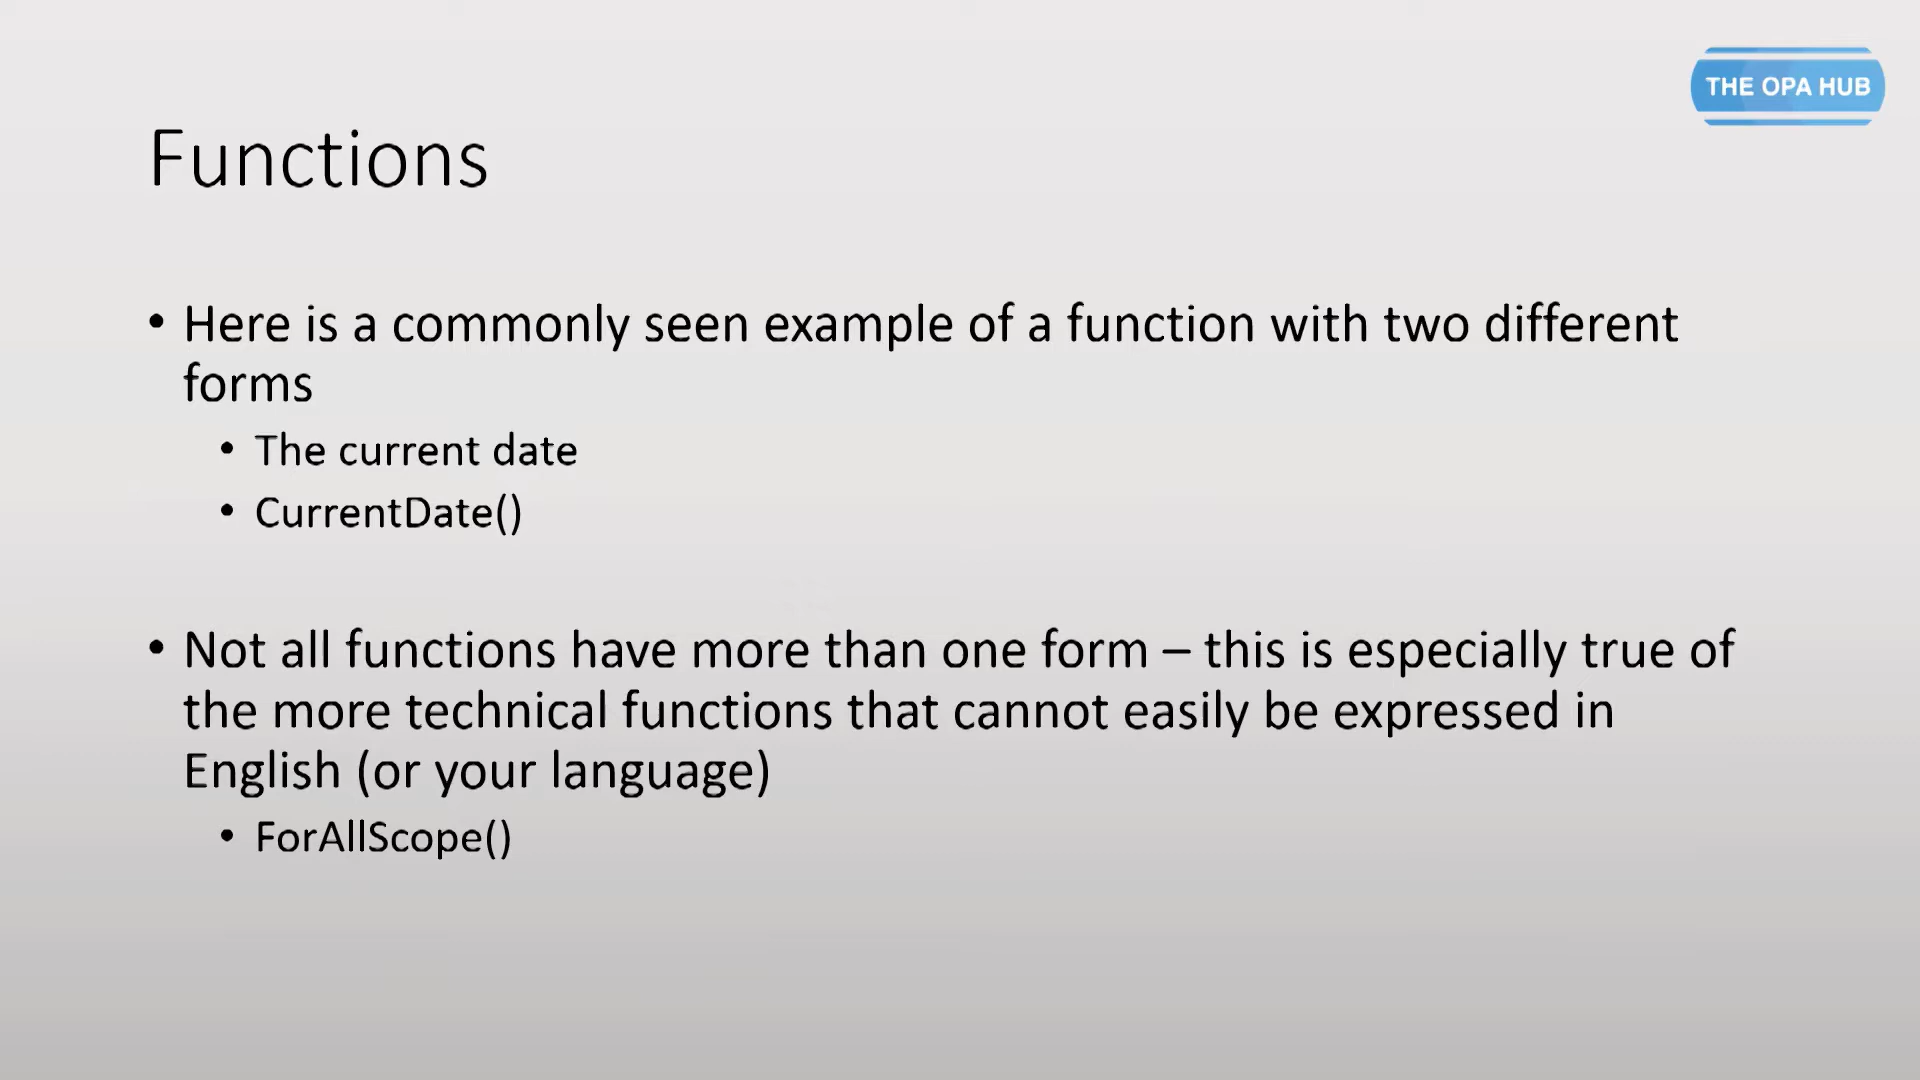 THE OPA HUB
Functions
• Here is a commonly seen example of a function with two different
forms
• The current date
• CurrentDate()
• Not all functions have more than one form – this is especially true of
the more technical functions that cannot easily be expressed in
English (or your language)
• ForAllScope()